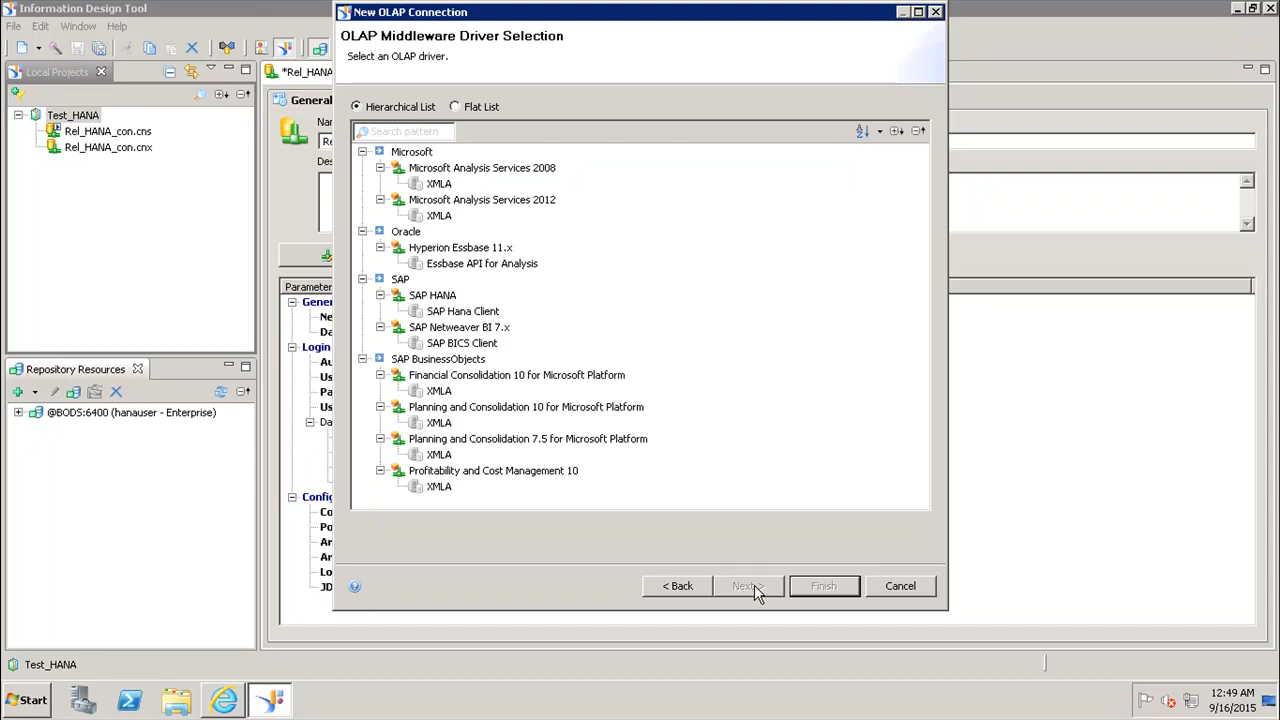 Information Design Tool
New OLAP Connection
File Edit Window Help
OLAP Middleware Driver Selection
Select an OLAP driver.
Local Projects
*Rel_HANA
Test_HANA
Rel_HANA_con.cns
Rel_HANA_con.cnx
General
Hierarchical List
Flat List
Search pattern
Microsoft
Microsoft Analysis Services 2008
XMLA
Microsoft Analysis Services 2012
XMLA
Oracle
Hyperion Essbase 11.x
Essbase API for Analysis
SAP
SAP HANA
SAP Hana Client
SAP Netweaver BI 7.x
SAP BICS Client
SAP BusinessObjects
Financial Consolidation 10 for Microsoft Platform
XMLA
Planning and Consolidation 10 for Microsoft Platform
XMLA
Planning and Consolidation 7.5 for Microsoft Platform
XMLA
Profitability and Cost Management 10
XMLA
Parameter
Login
Repository Resources
@BODS:6400 (hanauser - Enterprise)
< Back
Next >
Finish
Cancel
Test_HANA
Start
12:49 AM
9/16/2015